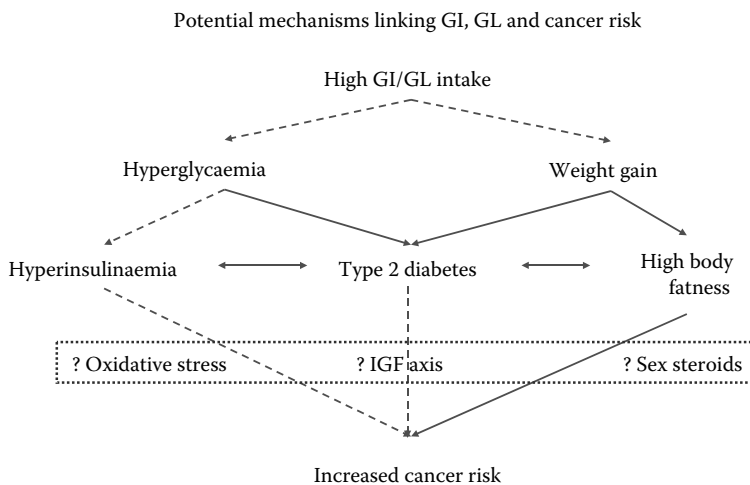 Potential mechanisms linking GI, GL and cancer risk
High GI/GL intake
Hyperglycaemia
Weight gain
Hyperinsulinaemia
Type 2 diabetes
High body
fatness
? Oxidative stress
? IGF axis
? Sex steroids
Increased cancer risk